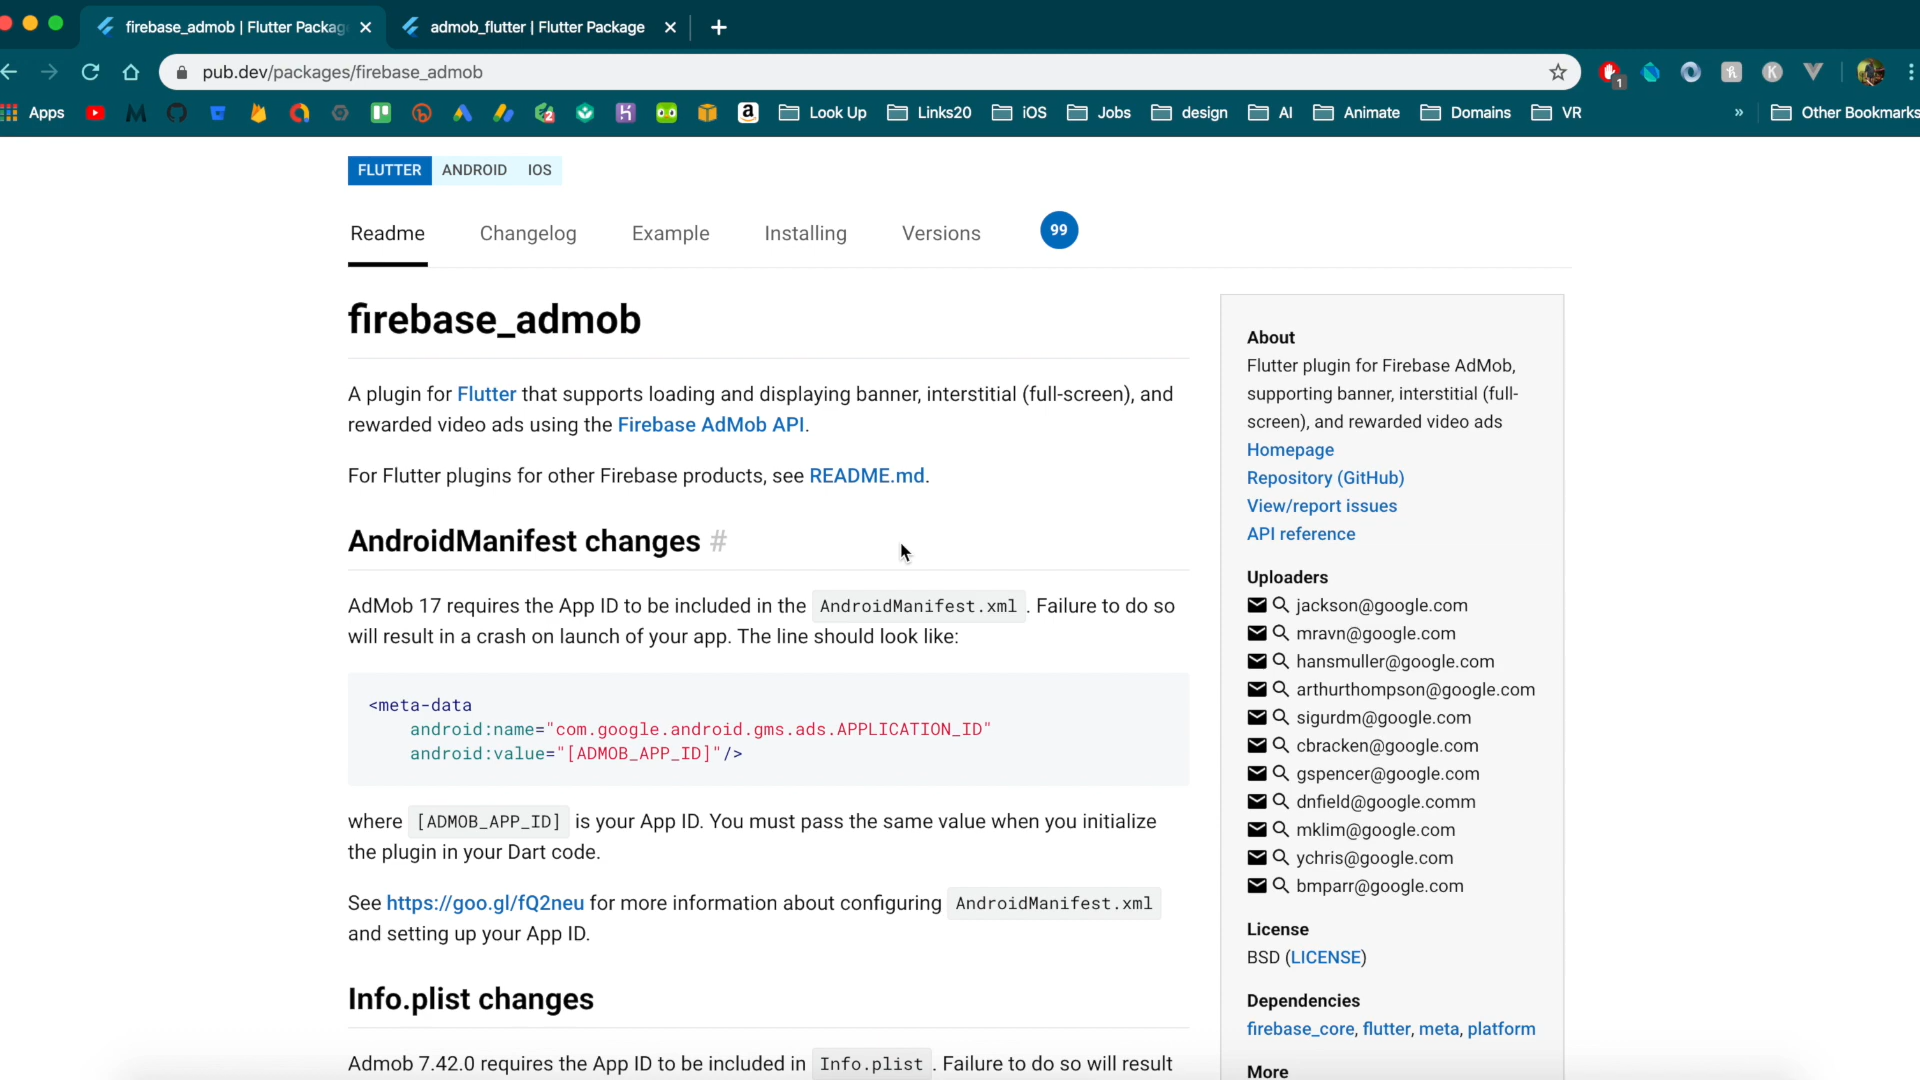 firebase_admob | Flutter Packag
admob_flutter | Flutter Package
pub.dev/packages/firebase_admob
1
Apps
Look Up
Links20
iOS
Jobs
design
AI
Animate
Domains
VR
»
Other Bookmarks
FLUTTER ANDROID IOS
Readme Changelog Example Installing Versions 99
firebase_admob
A plugin for Flutter that supports loading and displaying banner, interstitial (full-screen), and
rewarded video ads using the Firebase AdMob API.
For Flutter plugins for other Firebase products, see README.md.
AndroidManifest changes #
AdMob 17 requires the App ID to be included in the AndroidManifest.xml . Failure to do so
will result in a crash on launch of your app. The line should look like:
<meta-data
android:name="com.google.android.gms.ads.APPLICATION_ID"
android:value="[ADMOB_APP_ID]"/>
where [ADMOB_APP_ID] is your App ID. You must pass the same value when you initialize
the plugin in your Dart code.
See https://goo.gl/fQ2neu for more information about configuring AndroidManifest.xml
and setting up your App ID.
Info.plist changes
Admob 7.42.0 requires the App ID to be included in Info.plist . Failure to do so will result
About
Flutter plugin for Firebase AdMob,
supporting banner, interstitial (full-
screen), and rewarded video ads
Homepage
Repository (GitHub)
View/report issues
API reference
Uploaders
jackson@google.com
mravn@google.com
hansmuller@google.com
arthurthompson@google.com
sigurdm@google.com
cbracken@google.com
gspencer@google.com
dnfield@google.comm
mklim@google.com
ychris@google.com
bmparr@google.com
License
BSD (LICENSE)
Dependencies
firebase_core, flutter, meta, platform
More